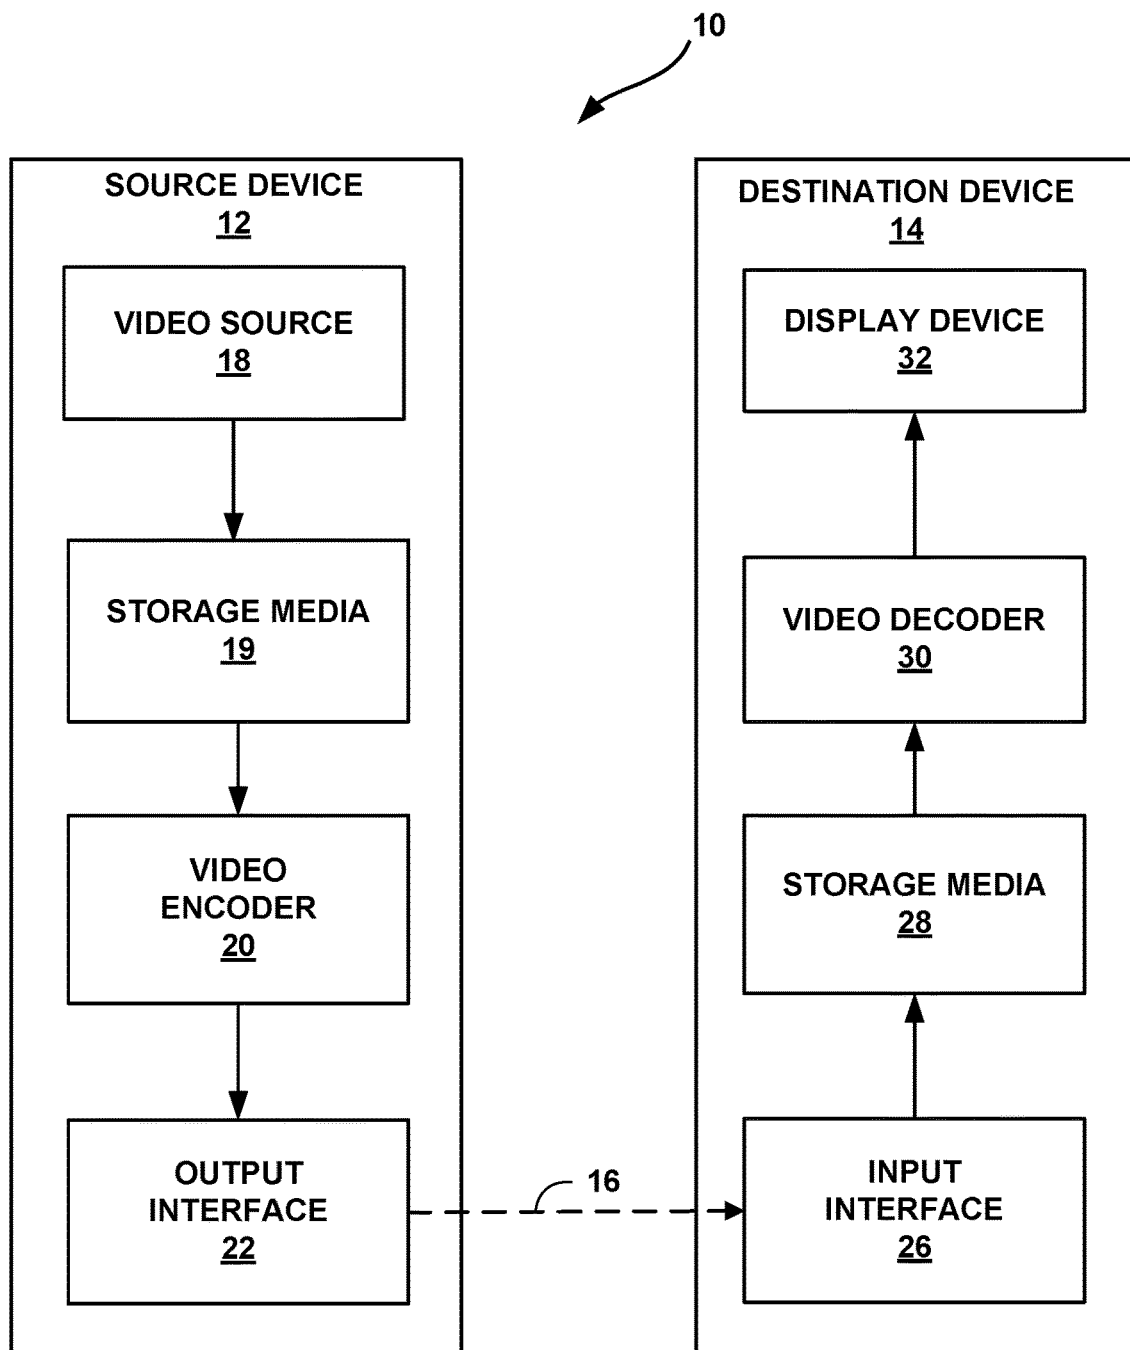 10
SOURCE DEVICE
12
VIDEO SOURCE
18
STORAGE MEDIA
19
VIDEO
ENCODER
20
OUTPUT
INTERFACE
22
16
DESTINATION DEVICE
14
DISPLAY DEVICE
32
VIDEO DECODER
30
STORAGE MEDIA
28
INPUT
INTERFACE
26